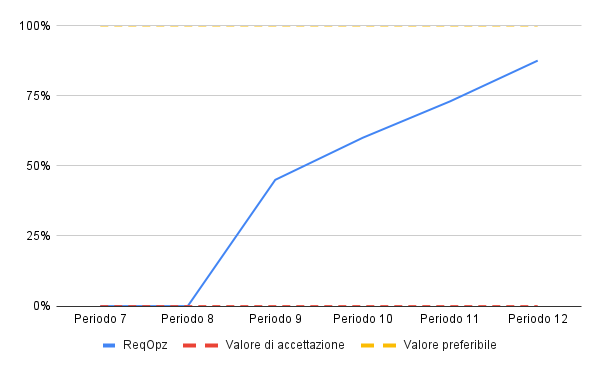 100%
75%
50%
25%
0%
Periodo 7 Periodo 8 Periodo 9 Periodo 10 Periodo 11 Periodo 12
ReqOpz Valore di accettazione Valore preferibile